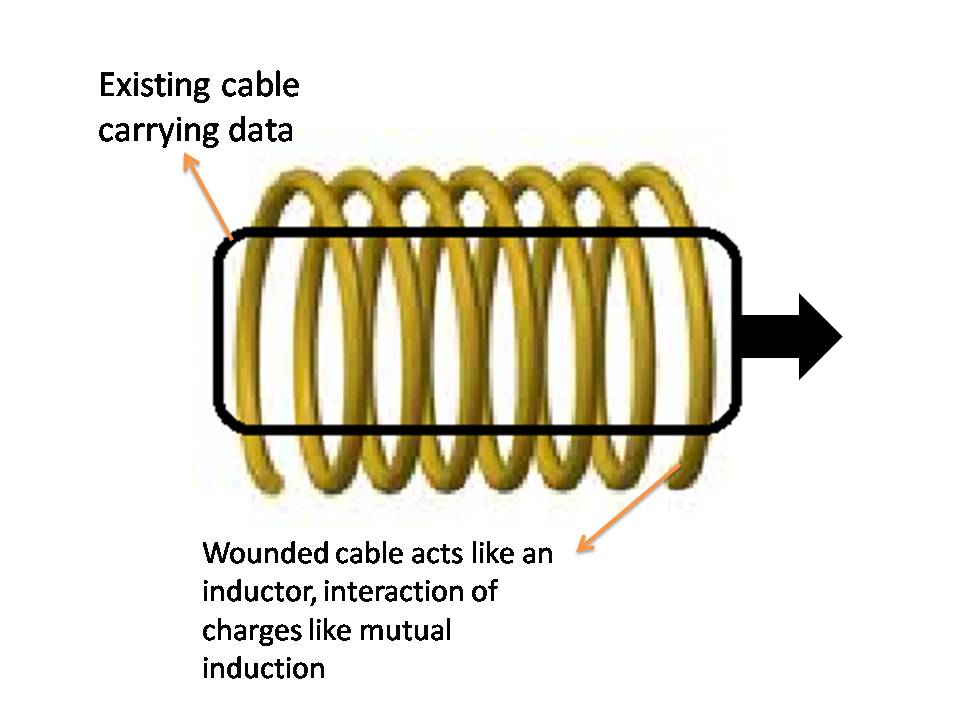 Existing cable
carrying data
Wounded cable acts like an
inductor, interaction of
charges like mutual
induction